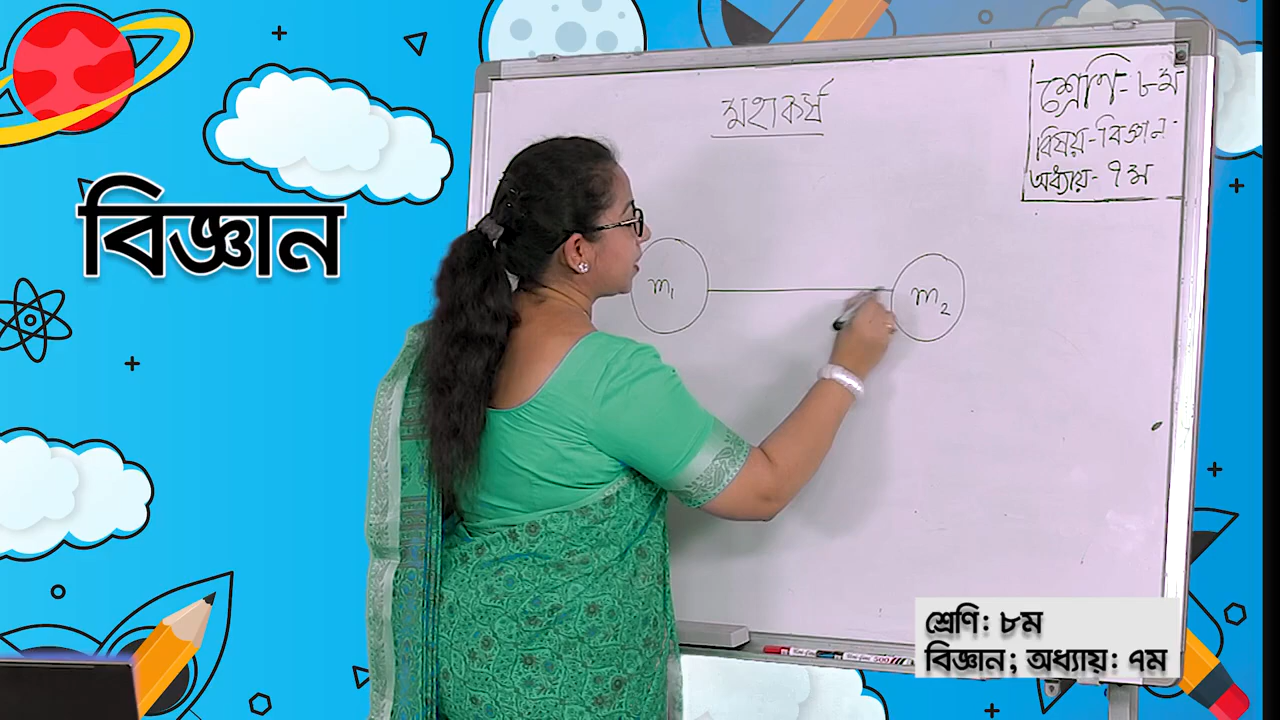 বিজ্ঞান
মহাকর্ষ
শ্রেণি-৮ম
বিষয়-বিজ্ঞান
অধ্যায়-৭ম
m₁
m₂
শ্রেণি: ৮ম
বিজ্ঞান; অধ্যায়: ৭ম